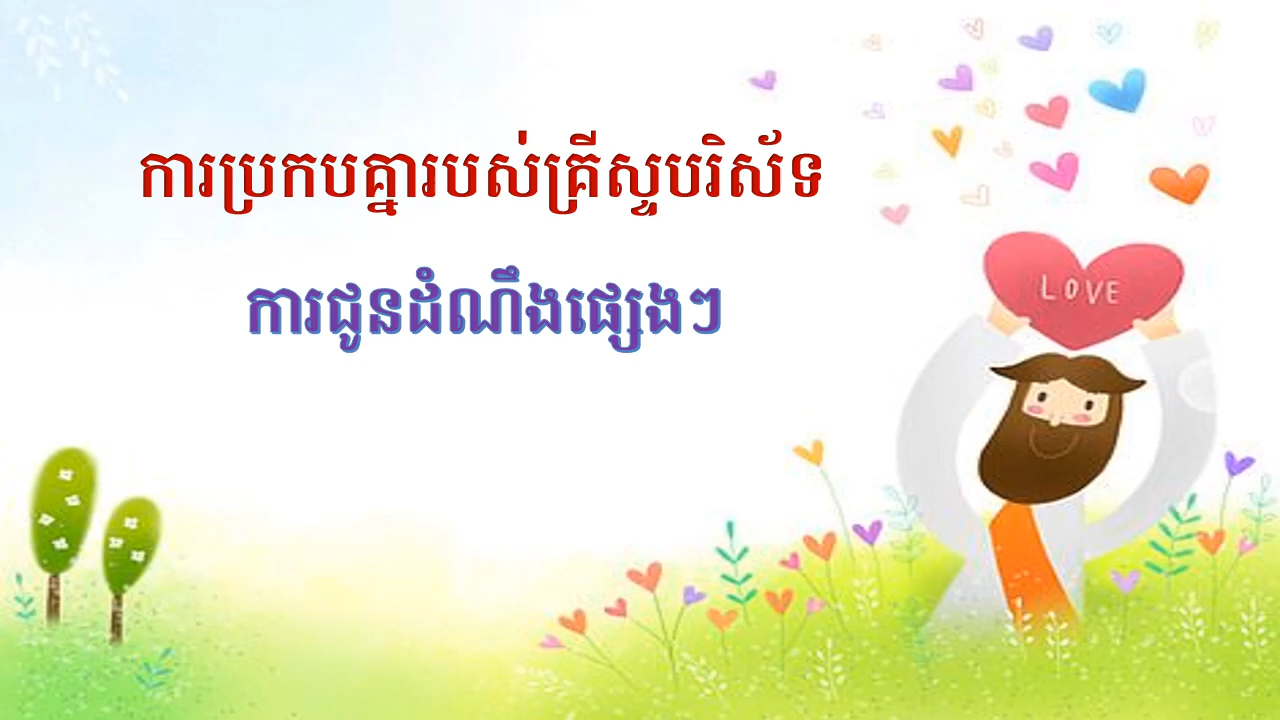 ការប្រកបគ្នារបស់គ្រីស្ទបរិស័ទ
ការជូនដំណឹងផ្សេងៗ
LOVE